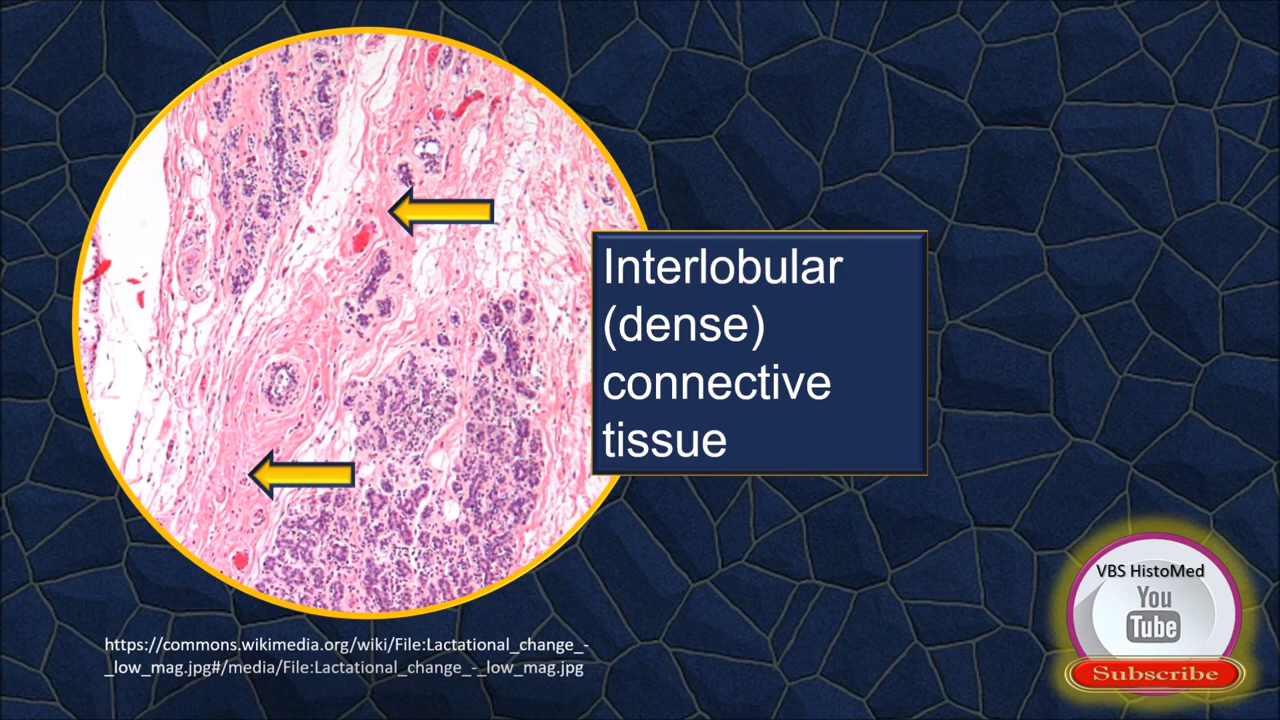 Interlobular
(dense)
connective
tissue
VBS HistoMed
You
Tube
Subscribe
https://commons.wikimedia.org/wiki/File:Lactational_change_-
_low_mag.jpg#/media/File:Lactational_change_-_low_mag.jpg